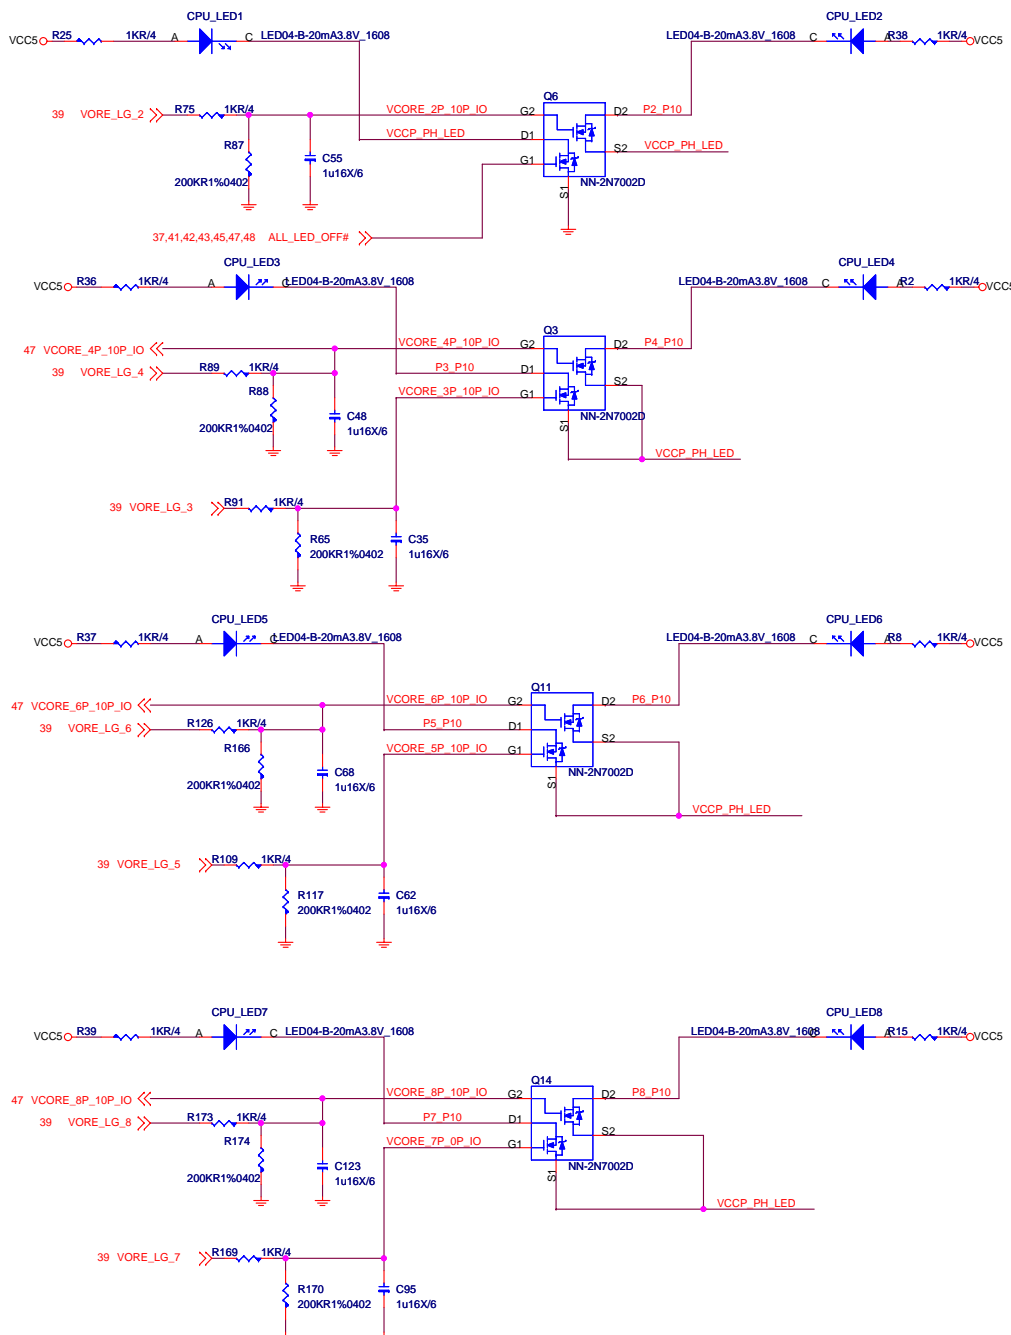 CPU_LED1 CPU_LED2
VCC5 R25 1KR/4 A C LED04-B-20mA3.8V_1608 LED04-B-20mA3.8V_1608 C A R38 1KR/4 VCC5
Q6
39 VORE_LG_2 R75 1KR/4 VCORE_2P_10P_IO G2 D2 P2_P10
VCCP_PH_LED D1
R87 S2 VCCP_PH_LED
C55 G1
1u16X/6
200KR1%0402 NN-2N7002D
S1
37,41,42,43,45,47,48 ALL_LED_OFF#
CPU_LED3 CPU_LED4
VCC5 R36 1KR/4 A C LED04-B-20mA3.8V_1608 LED04-B-20mA3.8V_1608 C A R2 1KR/4 VCC5
Q3
47 VCORE_4P_10P_IO VCORE_4P_10P_IO G2 D2 P4_P10
39 VORE_LG_4 R89 1KR/4 P3_P10 D1
S2
R88 VCORE_3P_10P_IO G1
C48 NN-2N7002D
200KR1%0402 1u16X/6 S1
VCCP_PH_LED
39 VORE_LG_3 R91 1KR/4
R65 C35
200KR1%0402 1u16X/6
CPU_LED5 CPU_LED6
VCC5 R37 1KR/4 A C LED04-B-20mA3.8V_1608 LED04-B-20mA3.8V_1608 C A R8 1KR/4 VCC5
Q11
47 VCORE_6P_10P_IO VCORE_6P_10P_IO G2 D2 P6_P10
39 VORE_LG_6 R126 1KR/4 P5_P10 D1
S2
R166 VCORE_5P_10P_IO G1
C68 NN-2N7002D
200KR1%0402 1u16X/6 S1
VCCP_PH_LED
39 VORE_LG_5 R109 1KR/4
R117 C62
200KR1%0402 1u16X/6
CPU_LED7 CPU_LED8
VCC5 R39 1KR/4 A C LED04-B-20mA3.8V_1608 LED04-B-20mA3.8V_1608 C A R15 1KR/4 VCC5
Q14
47 VCORE_8P_10P_IO VCORE_8P_10P_IO G2 D2 P8_P10
39 VORE_LG_8 R173 1KR/4 P7_P10 D1
S2
R174 VCORE_7P_0P_IO G1
C123 NN-2N7002D
200KR1%0402 1u16X/6 S1
VCCP_PH_LED
39 VORE_LG_7 R169 1KR/4
R170 C95
200KR1%0402 1u16X/6